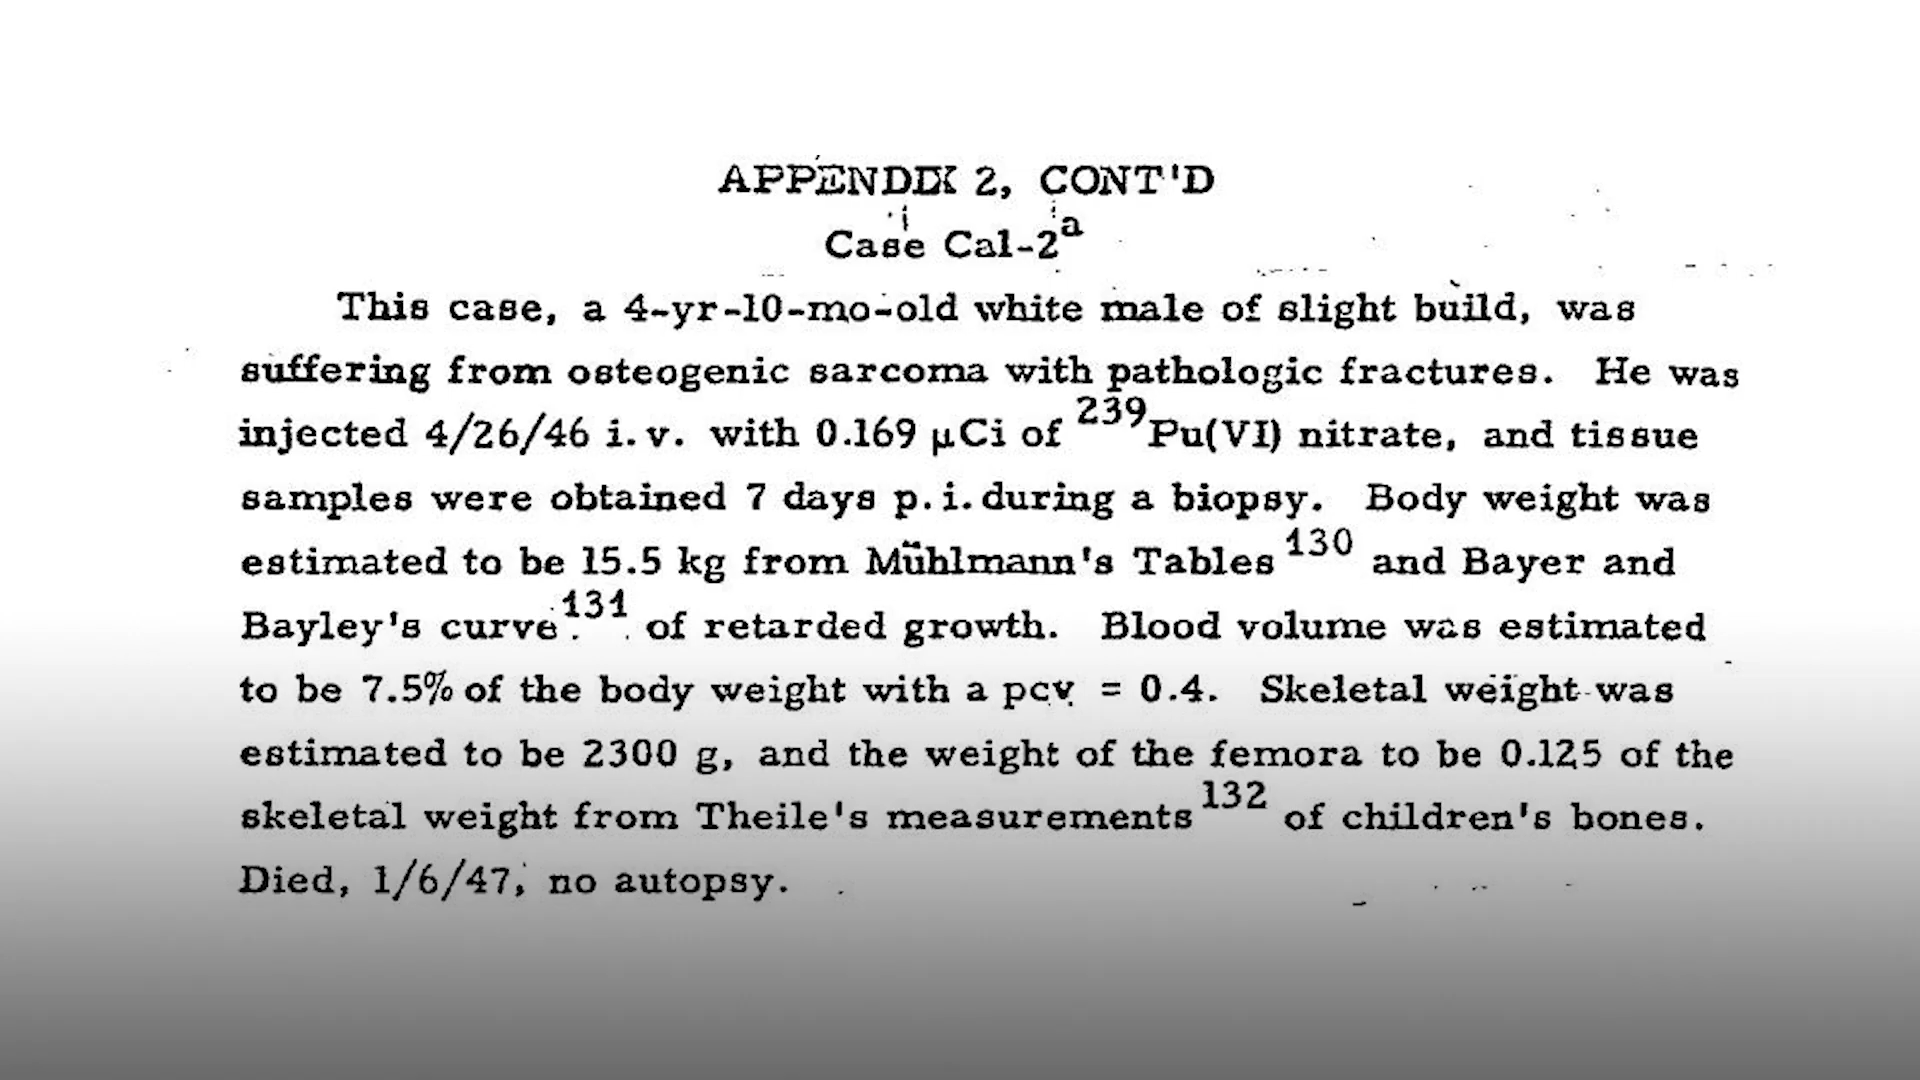 APPENDIX 2, CONT'D
Case Cal-2a
This case, a 4-yr-10-mo-old white male of slight build, was
suffering from osteogenic sarcoma with pathologic fractures. He was
injected 4/26/46 i.v. with 0.169 μCi of 239Pu(VI) nitrate, and tissue
samples were obtained 7 days p.i. during a biopsy. Body weight was
estimated to be 15.5 kg from Mühlmann's Tables130 and Bayer and
Bayley's curve131 of retarded growth. Blood volume was estimated
to be 7.5% of the body weight with a pcv = 0.4. Skeletal weight was
estimated to be 2300 g, and the weight of the femora to be 0.125 of the
skeletal weight from Theile's measurements132 of children's bones.
Died, 1/6/47, no autopsy.